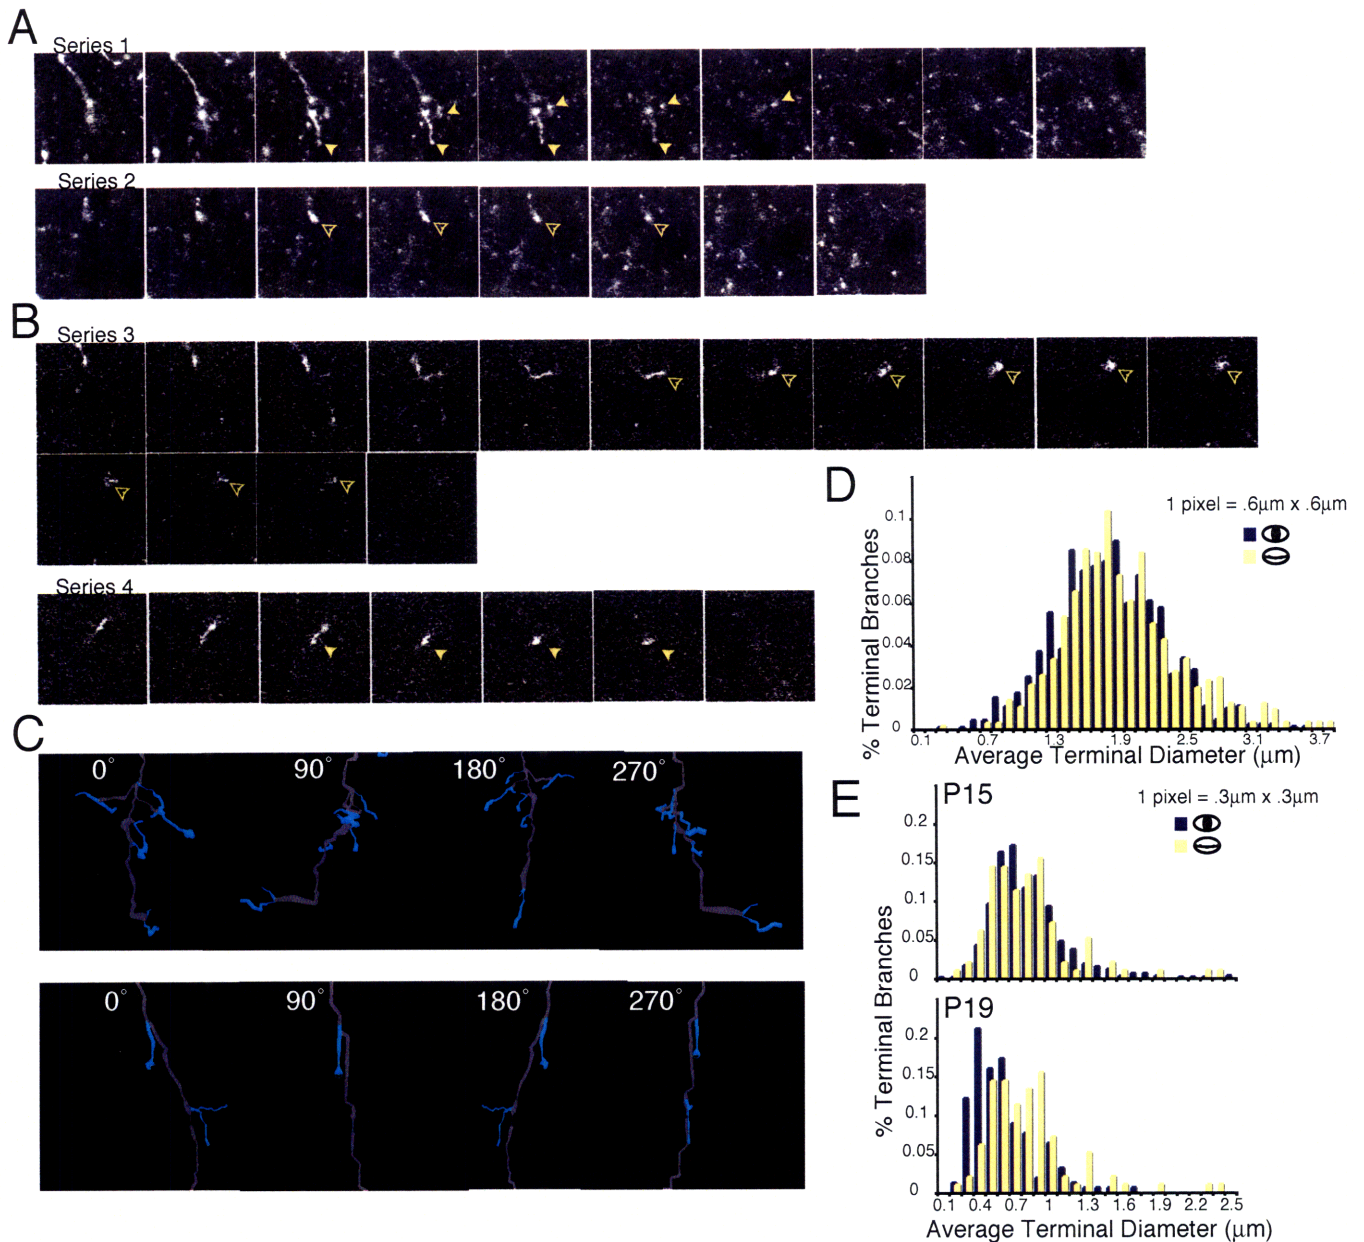 A
Series 1
Series 2
B
Series 3
Series 4
C
0° 90° 180° 270°
0° 90° 180° 270°
D
1 pixel = .6µm x .6µm
% Terminal Branches
0.1
0.08
0.06
0.04
0.02
0
0.1 0.7 1.3 1.9 2.5 3.1 3.7
Average Terminal Diameter (µm)
E
P15
1 pixel = .3µm x .3µm
0.2
0.15
0.1
0.05
0
% Terminal Branches
P19
0.2
0.15
0.1
0.05
0
0.1 0.4 0.7 1 1.3 1.6 1.9 2.2 2.5
Average Terminal Diameter (µm)